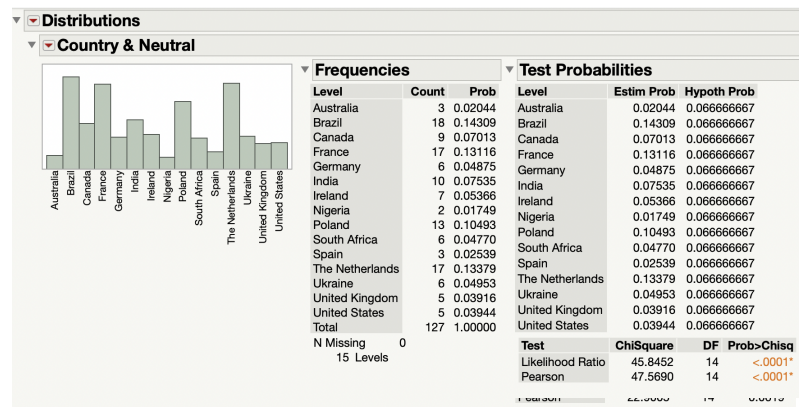 Distributions
Country & Neutral
Australia
Brazil
Canada
France
Germany
India
Ireland
Nigeria
Poland
South Africa
Spain
The Netherlands
Ukraine
United Kingdom
United States
Frequencies
Level Count Prob
Australia 3 0.02044
Brazil 18 0.14309
Canada 9 0.07013
France 17 0.13116
Germany 6 0.04875
India 10 0.07535
Ireland 7 0.05366
Nigeria 2 0.01749
Poland 13 0.10493
South Africa 6 0.04770
Spain 3 0.02539
The Netherlands 17 0.13379
Ukraine 6 0.04953
United Kingdom 5 0.03916
United States 5 0.03944
Total 127 1.00000
N Missing 0
15 Levels
Test Probabilities
Level Estim Prob Hypoth Prob
Australia 0.02044 0.066666667
Brazil 0.14309 0.066666667
Canada 0.07013 0.066666667
France 0.13116 0.066666667
Germany 0.04875 0.066666667
India 0.07535 0.066666667
Ireland 0.05366 0.066666667
Nigeria 0.01749 0.066666667
Poland 0.10493 0.066666667
South Africa 0.04770 0.066666667
Spain 0.02539 0.066666667
The Netherlands 0.13379 0.066666667
Ukraine 0.04953 0.066666667
United Kingdom 0.03916 0.066666667
United States 0.03944 0.066666667
Test ChiSquare DF Prob>Chisq
Likelihood Ratio 45.8452 14 <.0001*
Pearson 47.5690 14 <.0001*